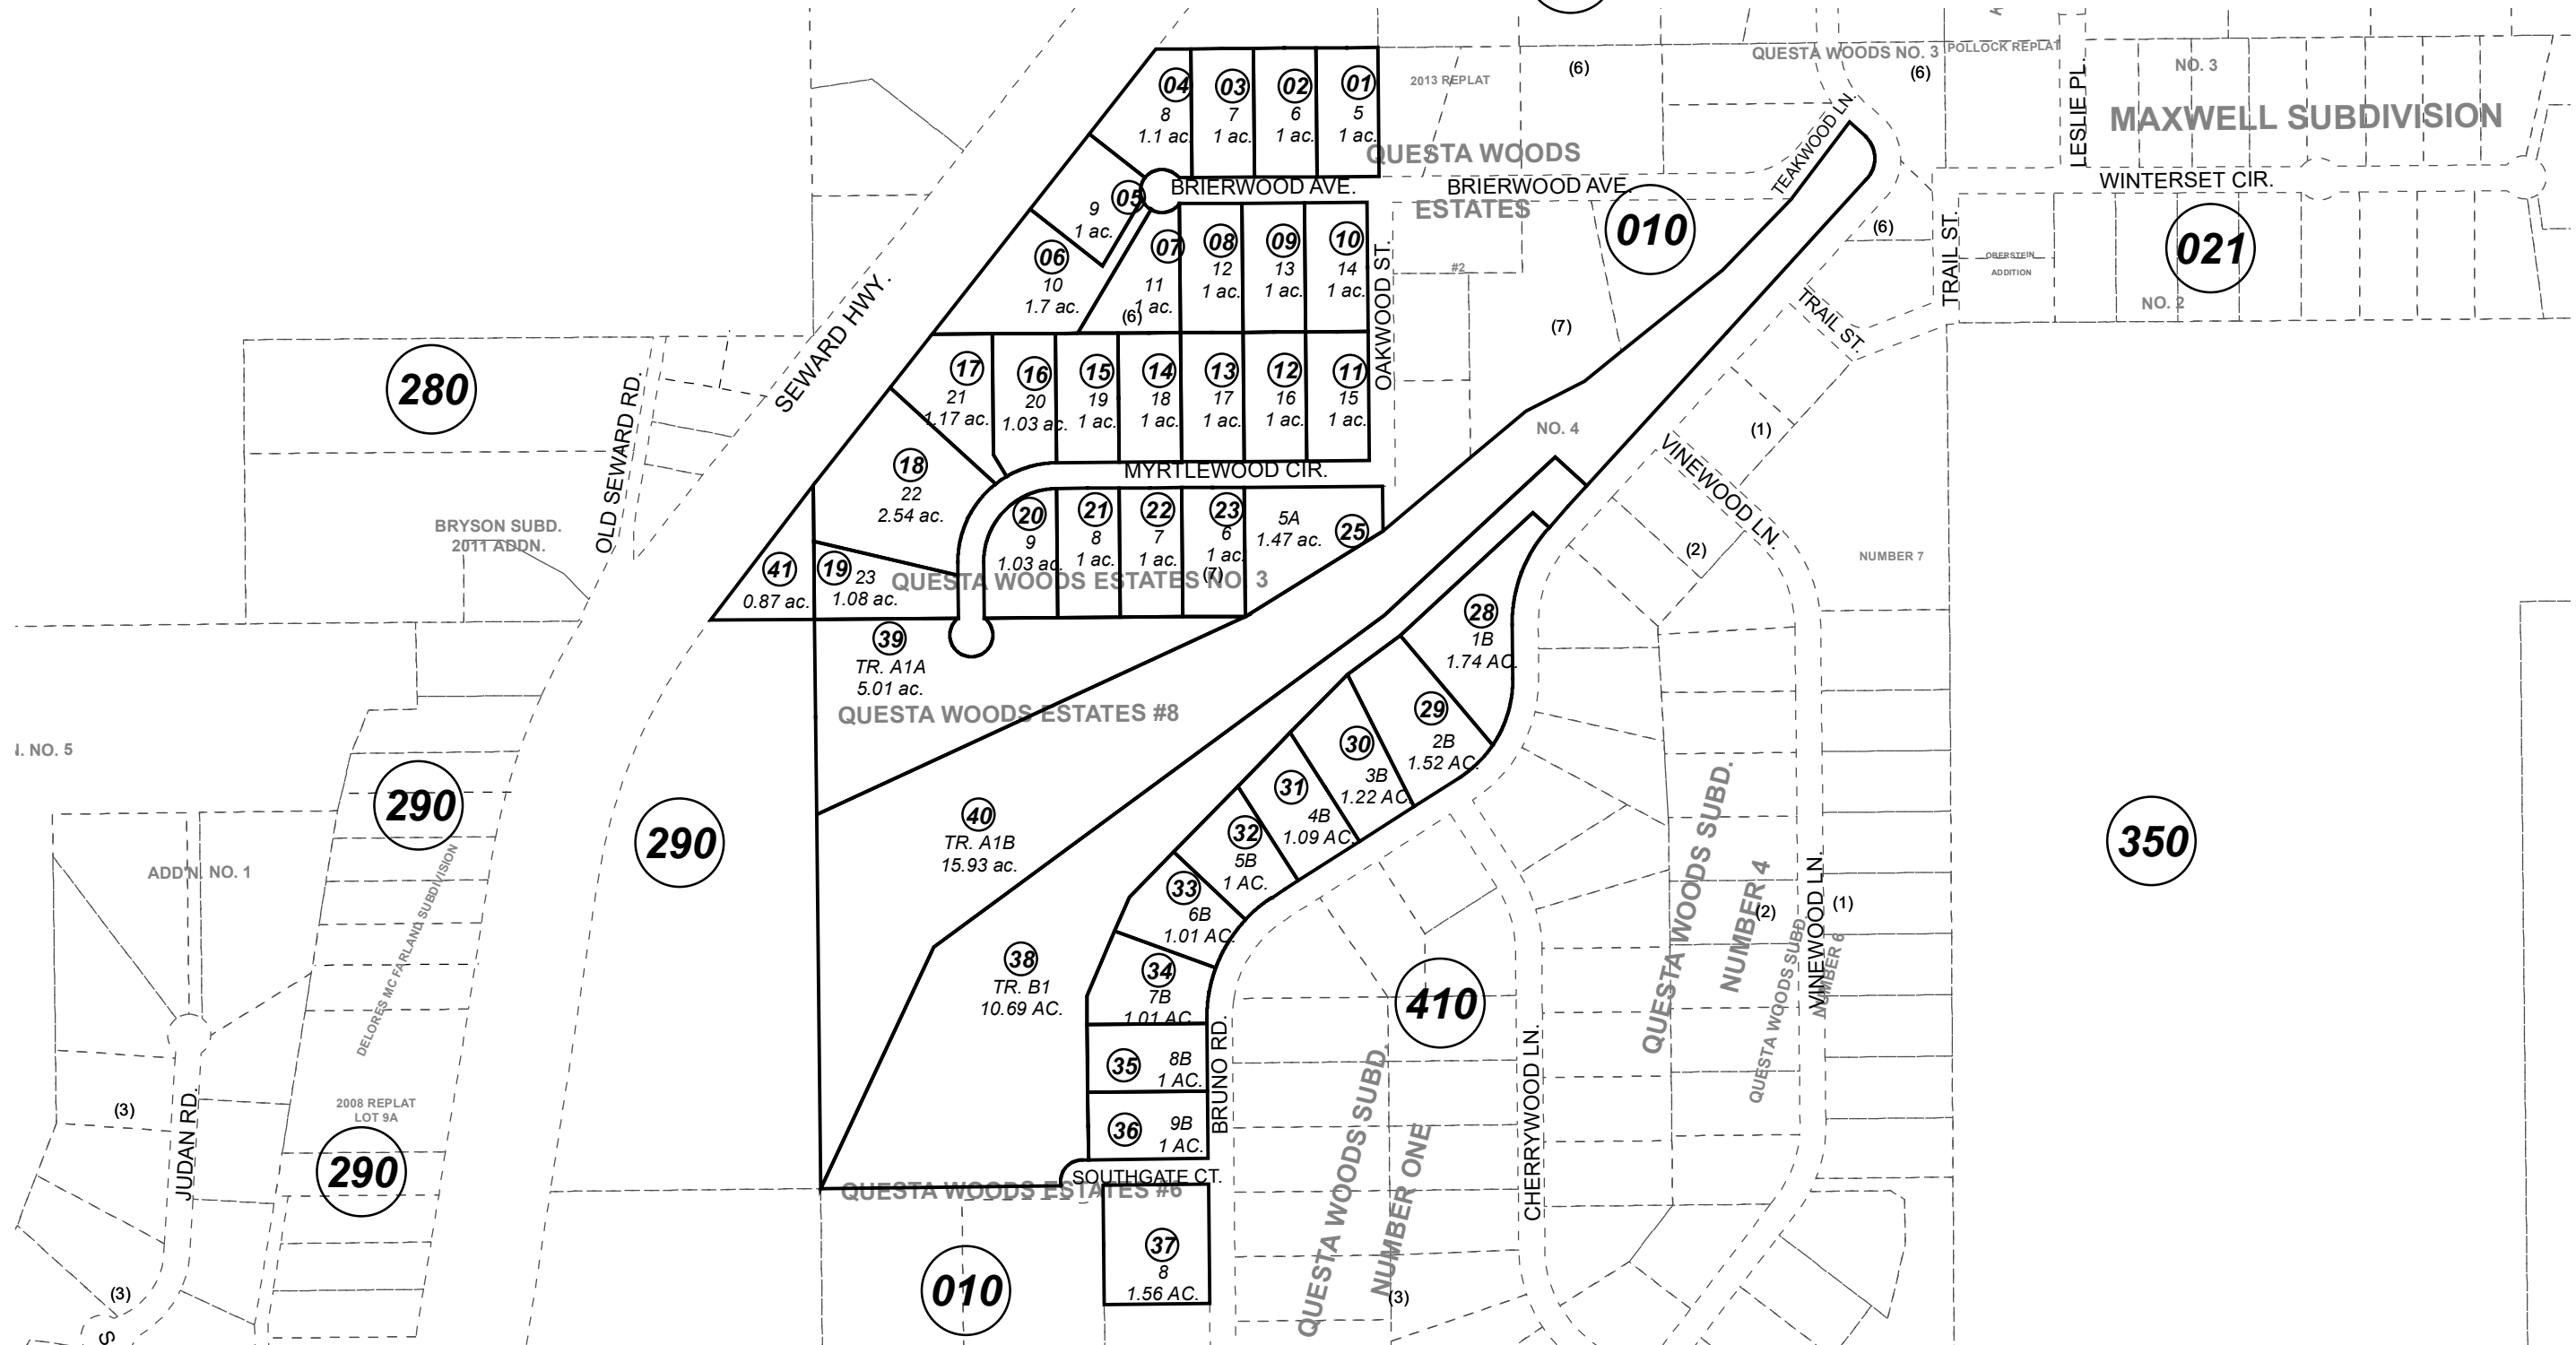 QUESTA WOODS NO. 3
POLLOCK REPLAT
(6)
(6)
2013 REPLAT
NO. 3
LESLIE PL.
MAXWELL SUBDIVISION
04
8
1.1 ac.
03
7
1 ac.
02
6
1 ac.
01
5
1 ac.
QUESTA WOODS
ESTATES
TEAKWOOD LN.
BRIERWOOD AVE.
BRIERWOOD AVE.
WINTERSET CIR.
05
9
1 ac.
06
10
1.7 ac.
07
11
1 ac.
(6)
08
12
1 ac.
09
13
1 ac.
10
14
1 ac.
OAKWOOD ST.
#2
010
(6)
TRAIL ST.
OBERSTEIN
ADDITION
021
NO. 2
TRAIL ST.
(7)
SEWARD HWY.
280
OLD SEWARD RD.
17
21
1.17 ac.
16
20
1.03 ac.
15
19
1 ac.
14
18
1 ac.
13
17
1 ac.
12
16
1 ac.
11
15
1 ac.
NO. 4
(1)
VINEWOOD LN.
MYRTLEWOOD CIR.
18
22
2.54 ac.
BRYSON SUBD.
2011 ADDN.
20
9
1.03 ac.
21
8
1 ac.
22
7
1 ac.
23
6
1 ac.
(7)
5A
1.47 ac.
25
(2)
NUMBER 7
41
0.87 ac.
19
23
1.08 ac.
QUESTA WOODS ESTATES NO. 3
28
1B
1.74 AC.
39
TR. A1A
5.01 ac.
QUESTA WOODS ESTATES #8
29
2B
1.52 AC.
30
3B
1.22 AC.
31
4B
1.09 AC.
32
5B
1 AC.
33
6B
1.01 AC.
34
7B
1.01 AC.
35
8B
1 AC.
36
9B
1 AC.
NO. 5
290
290
40
TR. A1B
15.93 ac.
350
ADD'N. NO. 1
DELORES MCFARLAND SUBDIVISION
38
TR. B1
10.69 AC.
410
QUESTA WOODS SUBD.
NUMBER 4
(2)
(1)
VINEWOOD LN.
QUESTA WOODS SUBD.
NUMBER 6
BRUNO RD.
CHERRYWOOD LN.
QUESTA WOODS SUBD.
NUMBER ONE
(3)
2008 REPLAT
LOT 9A
290
(3)
JUDAN RD.
(3)
SOUTHGATE CT.
QUESTA WOODS ESTATES #6
010
37
8
1.56 AC.
S